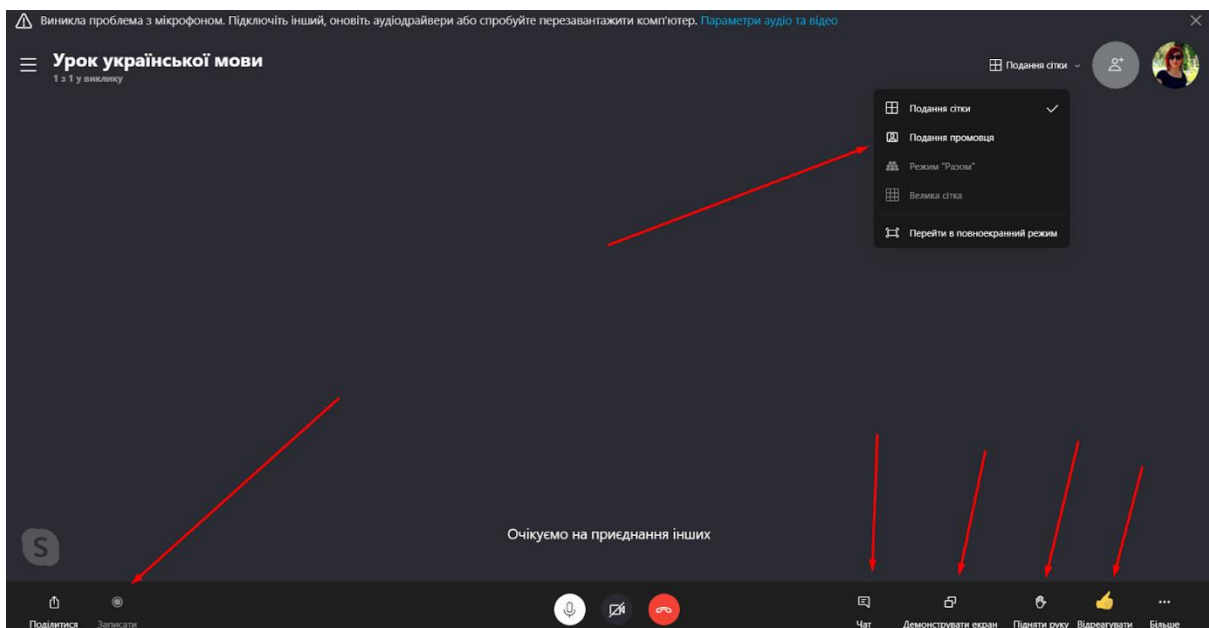 Виникла проблема з мікрофоном. Підключіть інший, оновіть аудіодрайвери або спробуйте перезавантажити комп'ютер. Параметри аудіо та відео
Урок української мови
1 з 1 у виклику
Подання сітки
Подання сітки
Подання промовця
Режим "Разом"
Велика сітка
Перейти в повноекранний режим
Очікуємо на приєднання інших
S
Поділитися Записати Чат Демонструвати екран Підняти руку Відреагувати Більше